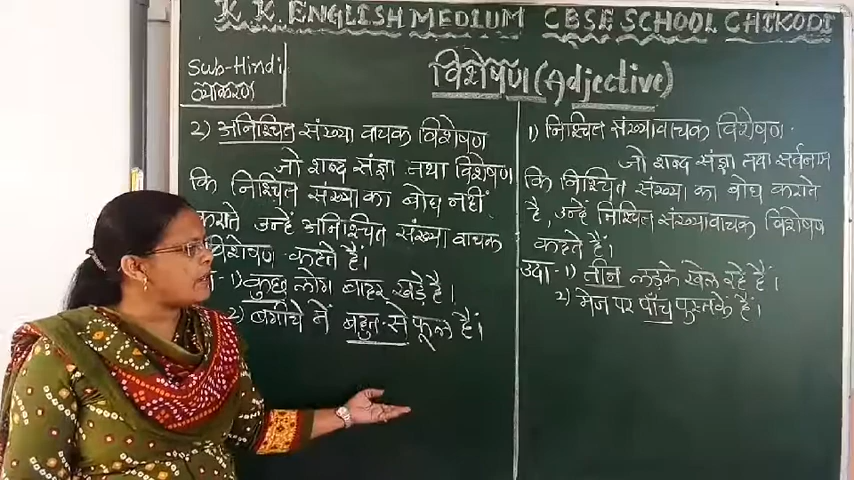 K.K. ENGLISH MEDIUM CBSE SCHOOL CHIKODI
Sub-Hindi
व्याकरण
विशेषण (Adjective)
2) अनिश्चित संख्या वाचक विशेषण
जो शब्द संज्ञा तथा विशेषण
कि निश्चित संख्या का बोध नहीं
कराते उन्हें अनिश्चित संख्या वाचक
विशेषण कहते हैं।
1) कुछ लोग बाहर खड़े है।
2) बगीचे में बहुत से फूल हैं।
1) निश्चित संख्यावाचक विशेषण.
जो शब्द संज्ञा तथा सर्वनाम
कि निश्चित संख्या का बोध कराते
है, उन्हें निश्चित संख्यावाचक विशेषण
कहते हैं।
उदा- 1) तीन लड़के खेल रहे हैं।
2) मेज पर पाँच पुस्तके हैं।